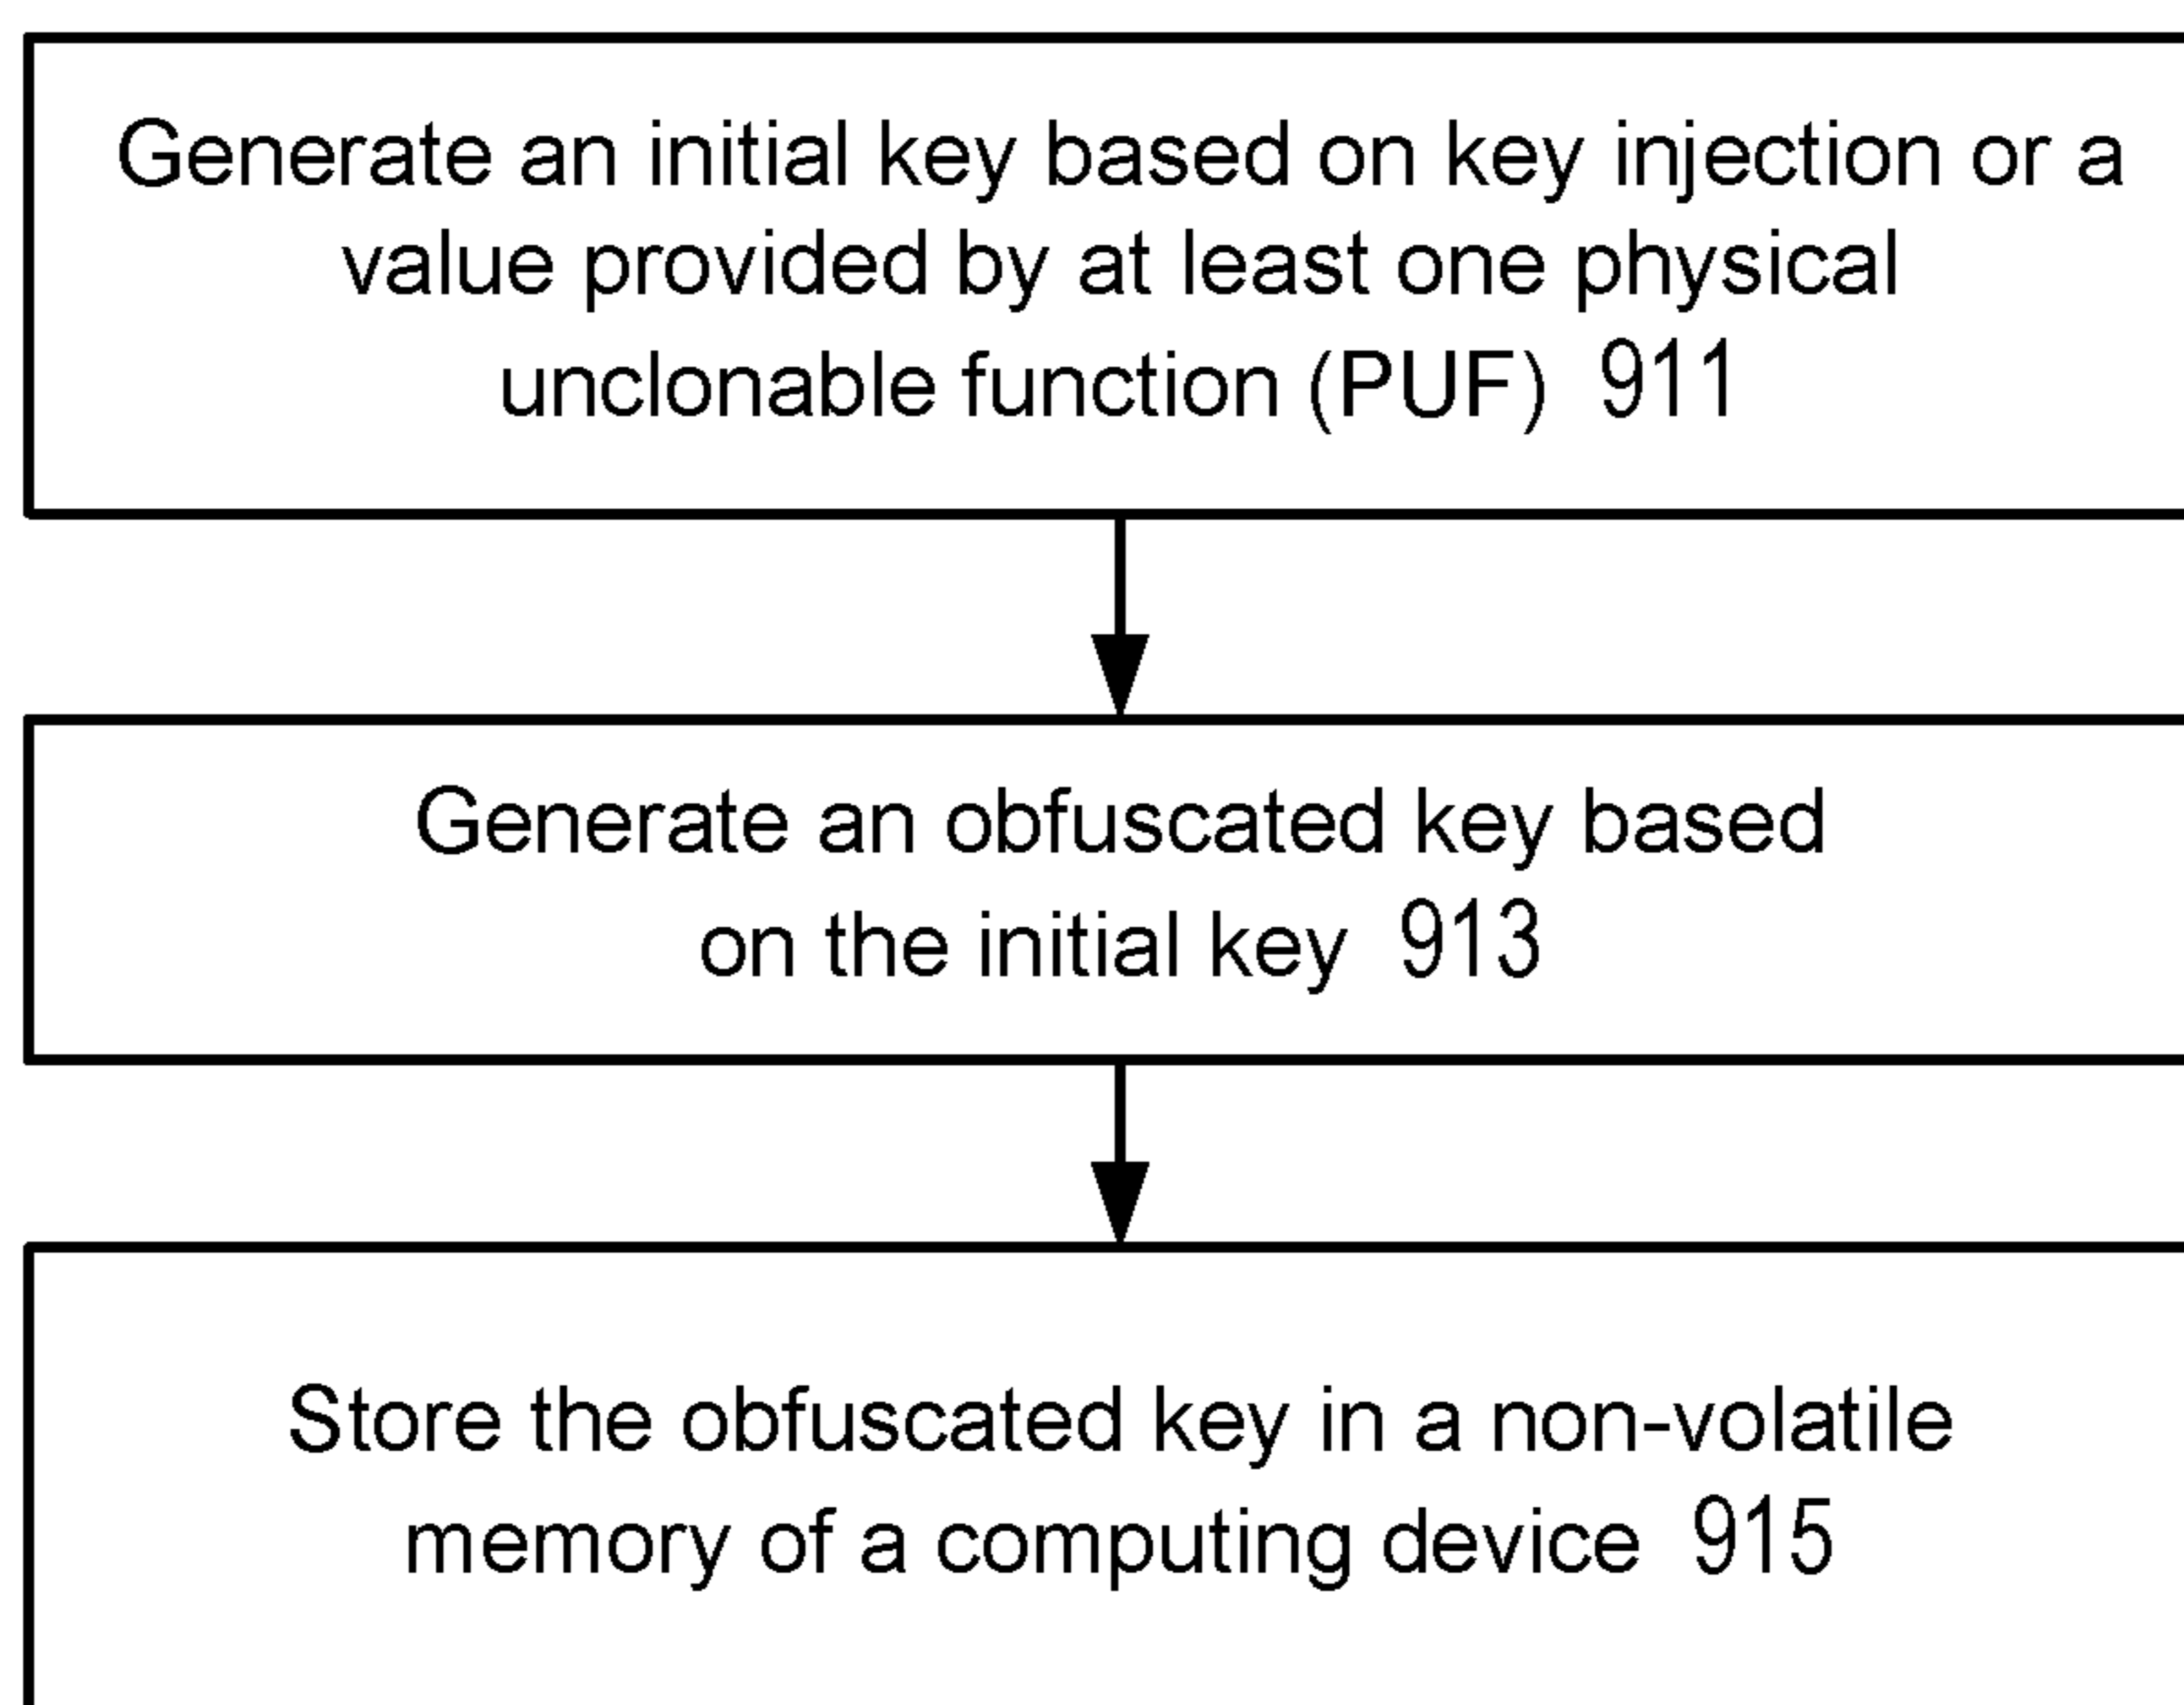 Generate an initial key based on key injection or a
value provided by at least one physical
unclonable function (PUF) 911
Generate an obfuscated key based
on the initial key 913
Store the obfuscated key in a non-volatile
memory of a computing device 915